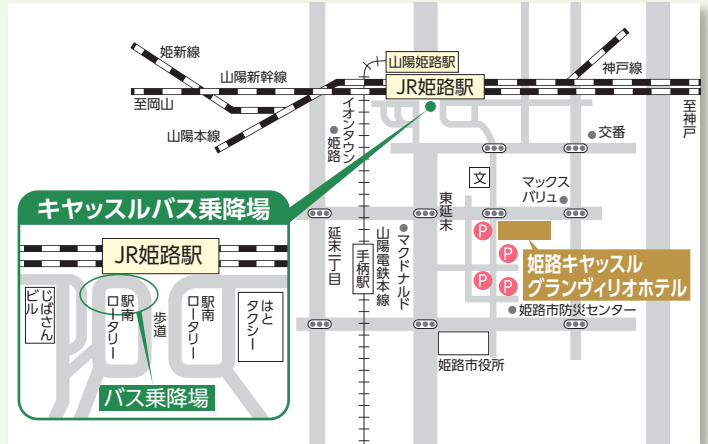 姫新線
山陽新幹線
至岡山
山陽本線
山陽姫路駅
JR姫路駅
神戸線
至神戸
イオンタウン
姫路
交番
文
マックス
バリュ
東延末
延末一丁目
手柄駅
山陽電鉄本線
マクドナルド
P
P
P
P
姫路キヤッスル
グランヴィリオホテル
姫路市防災センター
姫路市役所
キヤッスルバス乗降場
JR姫路駅
じばさん
ビル
駅南
ロータリー
歩道
駅南
ロータリー
はと
タクシー
バス乗降場